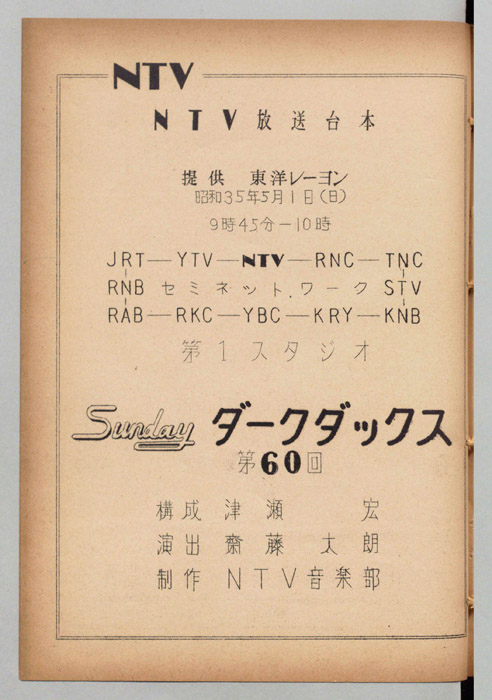 NTV
NTV放送台本
提供 東洋レーヨン
昭和35年5月1日(日)
9時45分―10時
JRT―YTV―NTV―RNC―TNC
RNB セミネットワーク STV
RAB―RKC―YBC―KRY―KNB
第1スタジオ
Sunday ダークダックス
第60回
構成 津瀬 宏
演出 齋藤太朗
制作 NTV音楽部